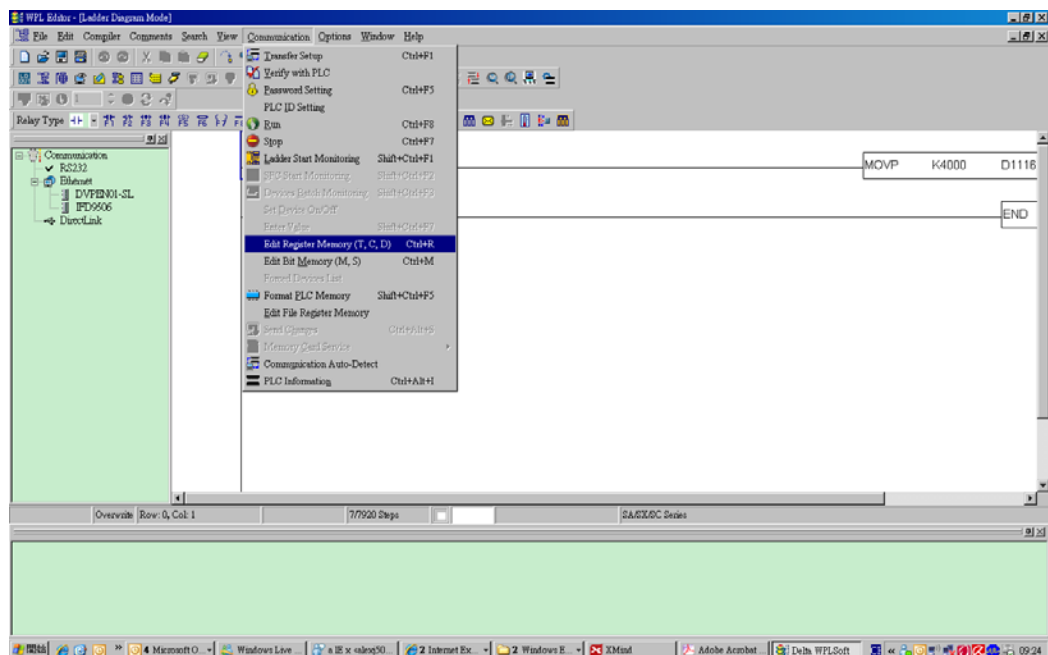 WPL Editor - [Ladder Diagram Mode]
File Edit Compiler Comments Search View Communication Options Window Help
Transfer Setup Ctrl+F1
Verify with PLC
Password Setting Ctrl+F5
PLC ID Setting
Run Ctrl+F8
Stop Ctrl+F7
Ladder Start Monitoring Shift+Ctrl+F1
SFC-Start Monitoring Shift+Ctrl+F2
Devices Batch Monitoring Shift+Ctrl+F3
Set Device On/Off
Enter Value Shift+Ctrl+F7
Edit Register Memory (T, C, D) Ctrl+R
Edit Bit Memory (M, S) Ctrl+M
Forced Devices List
Format PLC Memory Shift+Ctrl+F5
Edit File Register Memory
Send Changes Ctrl+Alt+S
Memory Card Service
Communication Auto-Detect
PLC Information Ctrl+Alt+I
Relay Type
Communication
RS232
Ethernet
DVPEN01-SL
IFD9506
DirectLink
MOVP K4000 D1116
END
Overwrite Row: 0, Col: 1 7/7920 Steps SA/SX/SC Series
開始 4 Microsoft O... Windows Live ... 2 Internet Ex... 2 Windows E... XMind Adobe Acrobat ... Delta WPLSoft 09:24